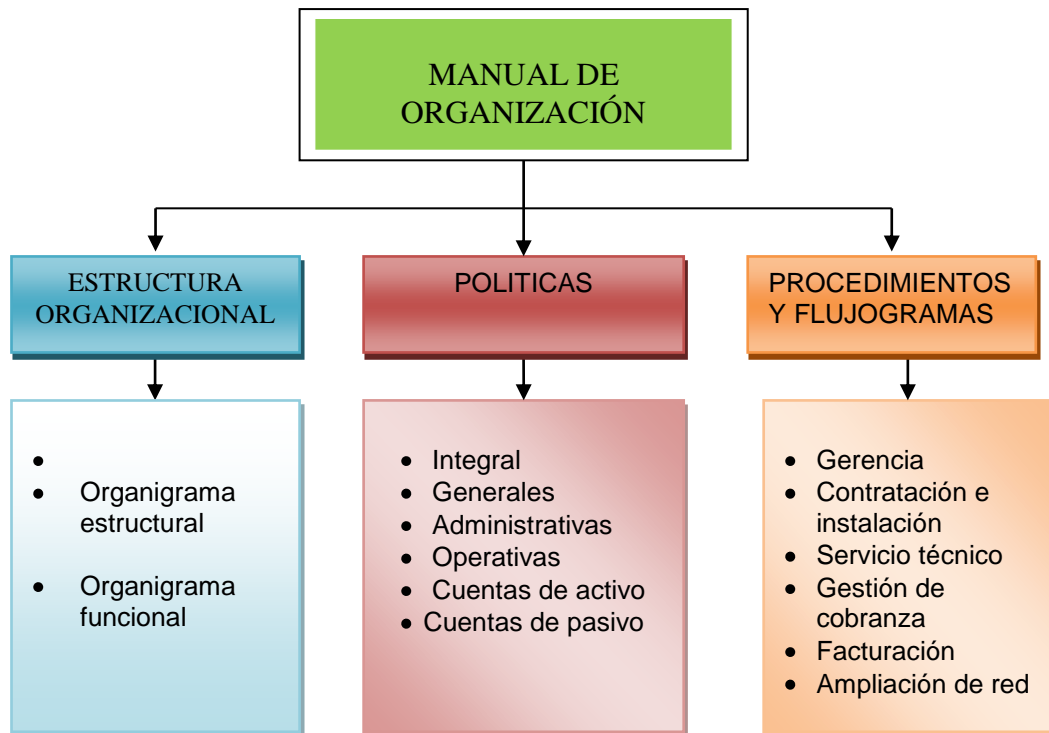 MANUAL DE
ORGANIZACIÓN
ESTRUCTURA
ORGANIZACIONAL
POLITICAS
PROCEDIMIENTOS
Y FLUJOGRAMAS
•
• Organigrama
estructural
• Organigrama
funcional
• Integral
• Generales
• Administrativas
• Operativas
• Cuentas de activo
• Cuentas de pasivo
• Gerencia
• Contratación e
instalación
• Servicio técnico
• Gestión de
cobranza
• Facturación
• Ampliación de red